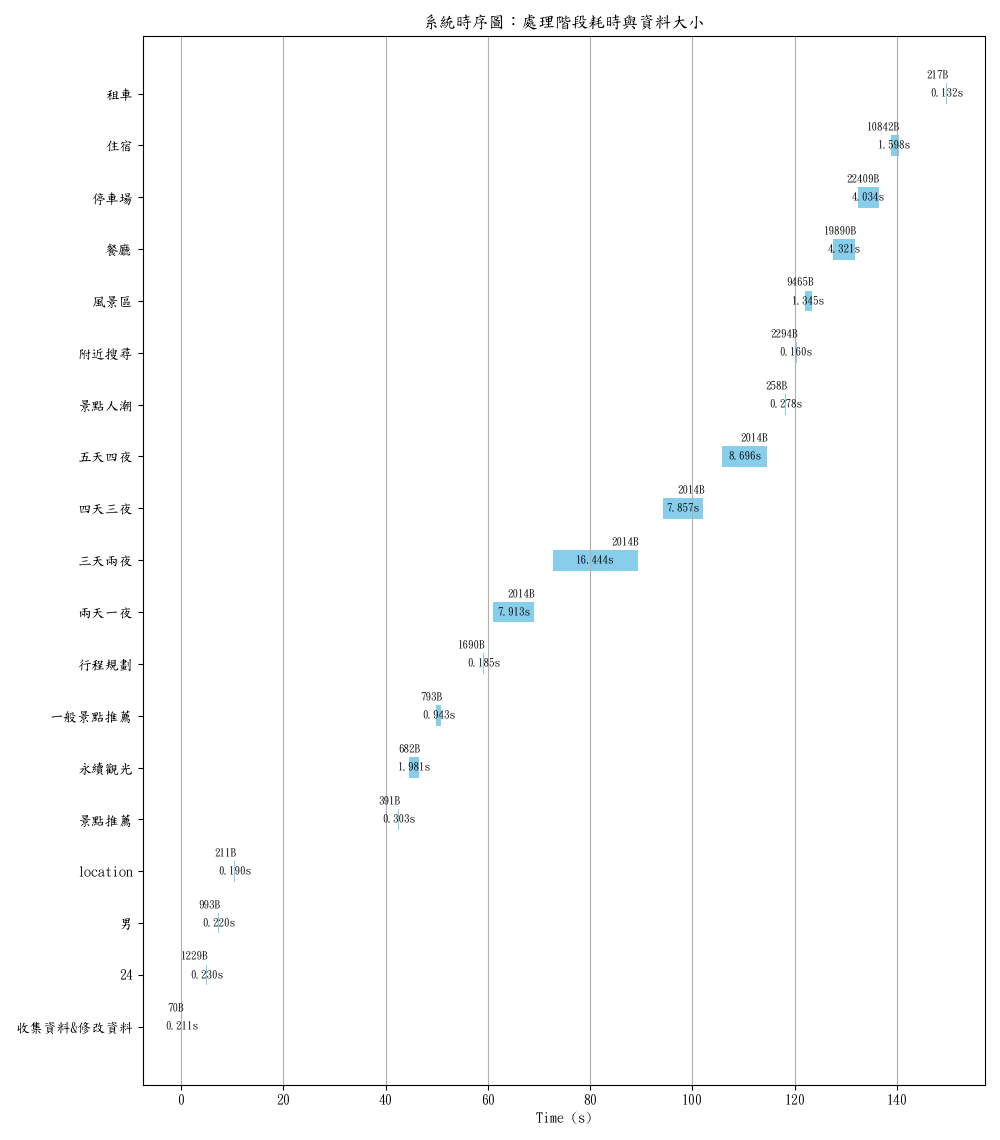 系統時序圖：處理階段耗時與資料大小
217B
租車 0.132s
10842B
住宿 1.598s
22409B
停車場 4.034s
19890B
餐廳 4.321s
9465B
風景區 1.345s
2294B
附近搜尋 0.160s
258B
景點人潮 0.278s
2014B
五天四夜 8.696s
2014B
四天三夜 7.857s
2014B
三天兩夜 16.444s
2014B
兩天一夜 7.913s
1690B
行程規劃 0.185s
793B
一般景點推薦 0.943s
682B
永續觀光 1.981s
391B
景點推薦 0.303s
211B
location 0.190s
993B
男 0.220s
1229B
24 0.230s
70B
收集資料&修改資料 0.211s
0 20 40 60 80 100 120 140
Time (s)